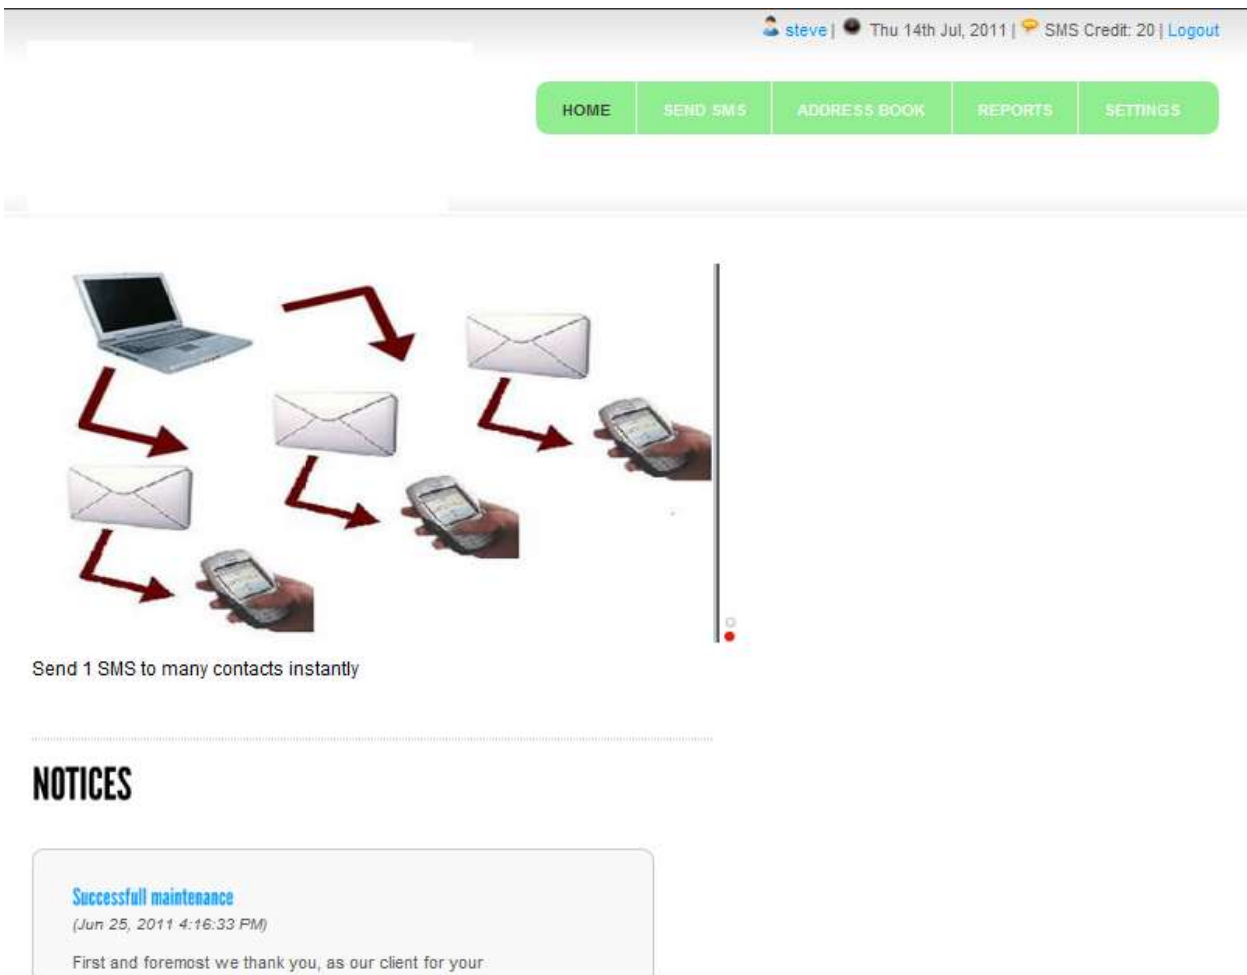 steve | Thu 14th Jul, 2011 | SMS Credit: 20 | Logout
HOME SEND SMS ADDRESS BOOK REPORTS SETTINGS
Send 1 SMS to many contacts instantly
NOTICES
Successfull maintenance
(Jun 25, 2011 4:16:33 PM)
First and foremost we thank you, as our client for your